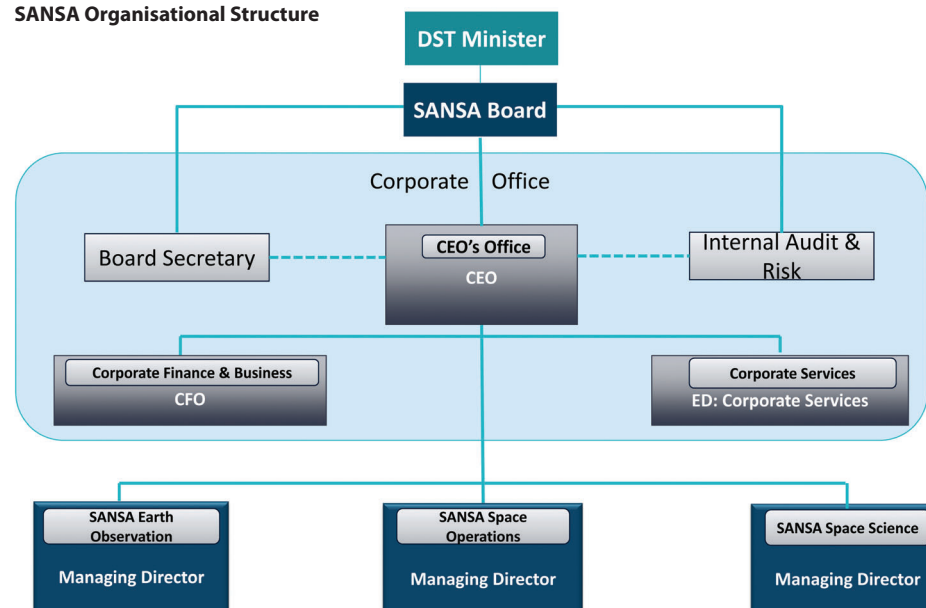 SANSA Organisational Structure
DST Minister
SANSA Board
Corporate Office
Board Secretary
CEO's Office
CEO
Internal Audit &
Risk
Corporate Finance & Business
CFO
Corporate Services
ED: Corporate Services
SANSA Earth
Observation
Managing Director
SANSA Space
Operations
Managing Director
SANSA Space Science
Managing Director